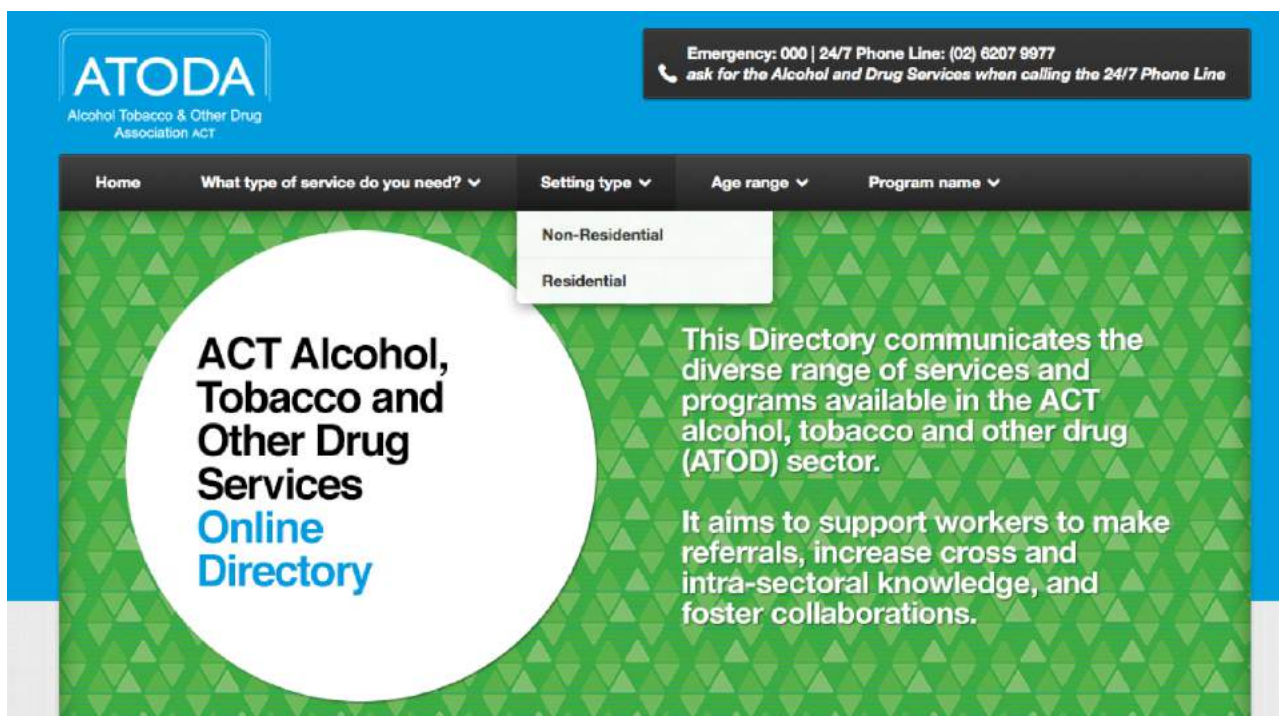 ATODA
Alcohol Tobacco & Other Drug
Association ACT
Emergency: 000 | 24/7 Phone Line: (02) 6207 9977
ask for the Alcohol and Drug Services when calling the 24/7 Phone Line
Home What type of service do you need? Setting type Age range Program name
Non-Residential
Residential
ACT Alcohol,
Tobacco and
Other Drug
Services
Online
Directory
This Directory communicates the
diverse range of services and
programs available in the ACT
alcohol, tobacco and other drug
(ATOD) sector.
It aims to support workers to make
referrals, increase cross and
intra-sectoral knowledge, and
foster collaborations.